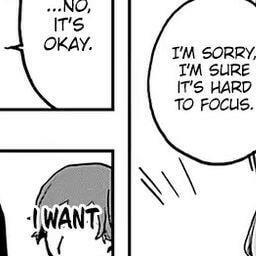 I'M SORRY,
I'M SURE
IT'S HARD
TO FOCUS.
...NO,
IT'S
OKAY.
I WANT